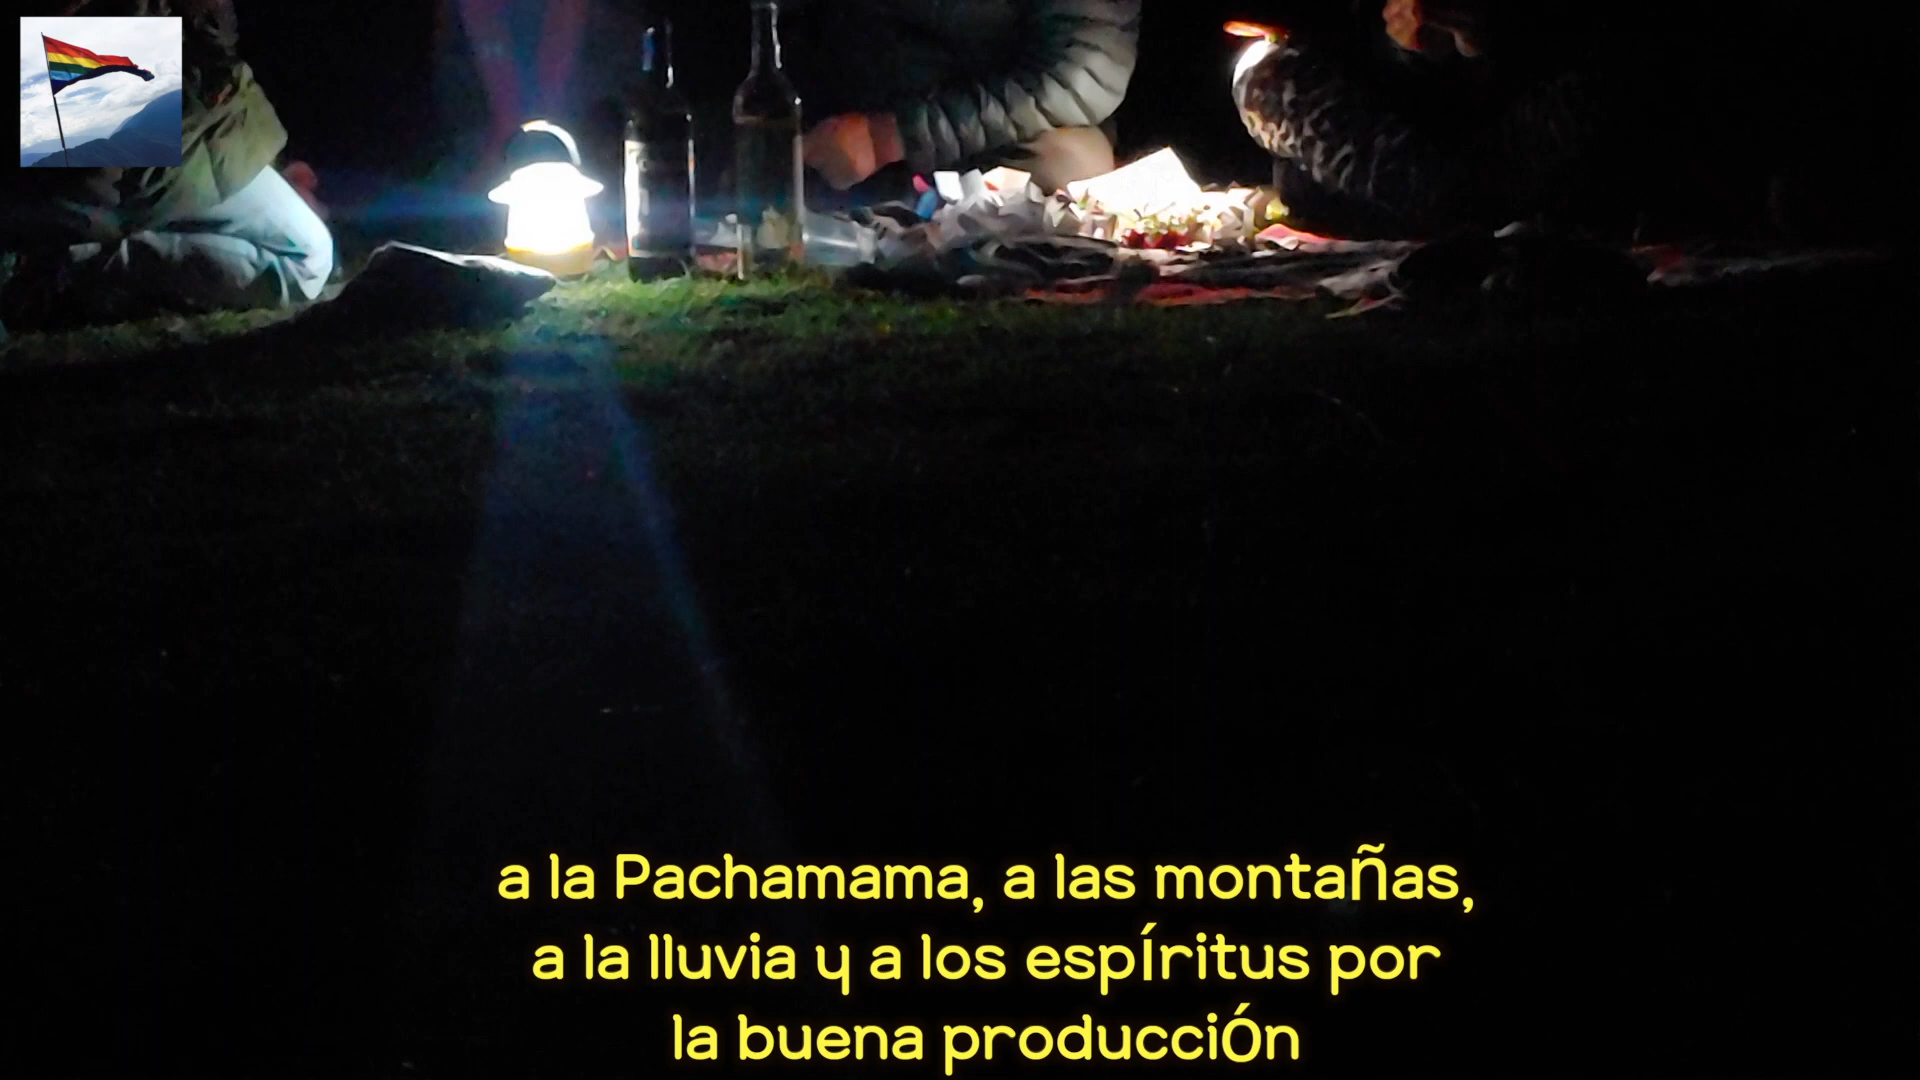 a la Pachamama, a las montañas,
a la lluvia y a los espíritus por
la buena producción